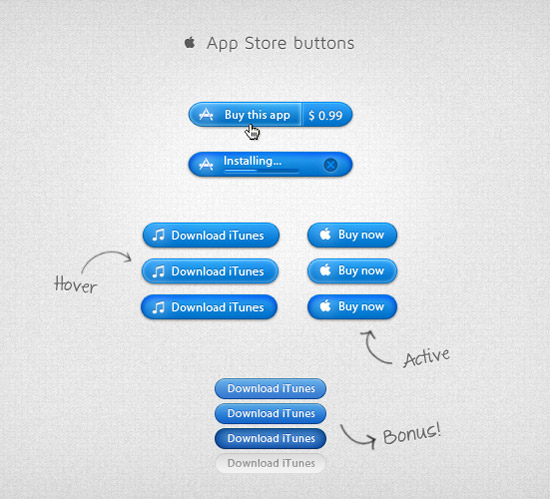 App Store buttons
Buy this app $ 0.99
Installing...
Download iTunes Buy now
Download iTunes Buy now
Hover
Download iTunes Buy now
Active
Download iTunes
Download iTunes
Download iTunes
Bonus!
Download iTunes